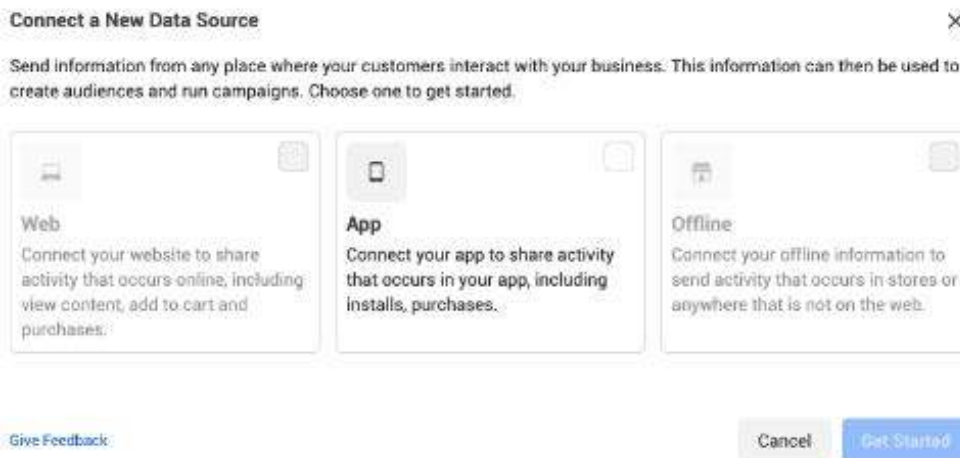 Connect a New Data Source
Send information from any place where your customers interact with your business. This information can then be used to
create audiences and run campaigns. Choose one to get started.
Web
Connect your website to share
activity that occurs online, including
view content, add to cart and
purchases.
App
Connect your app to share activity
that occurs in your app, including
installs, purchases.
Offline
Connect your offline information to
send activity that occurs in stores or
anywhere that is not on the web.
Give Feedback
Cancel
Get Started